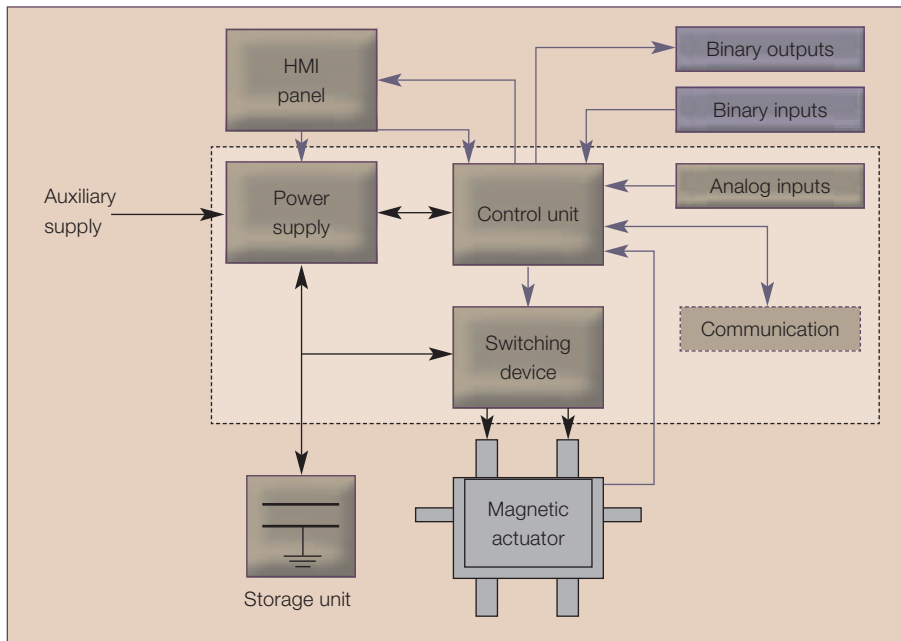 HMI
panel
Binary outputs
Binary inputs
Auxiliary
supply
Power
supply
Control unit
Analog inputs
Switching
device
Communication
Magnetic
actuator
Storage unit